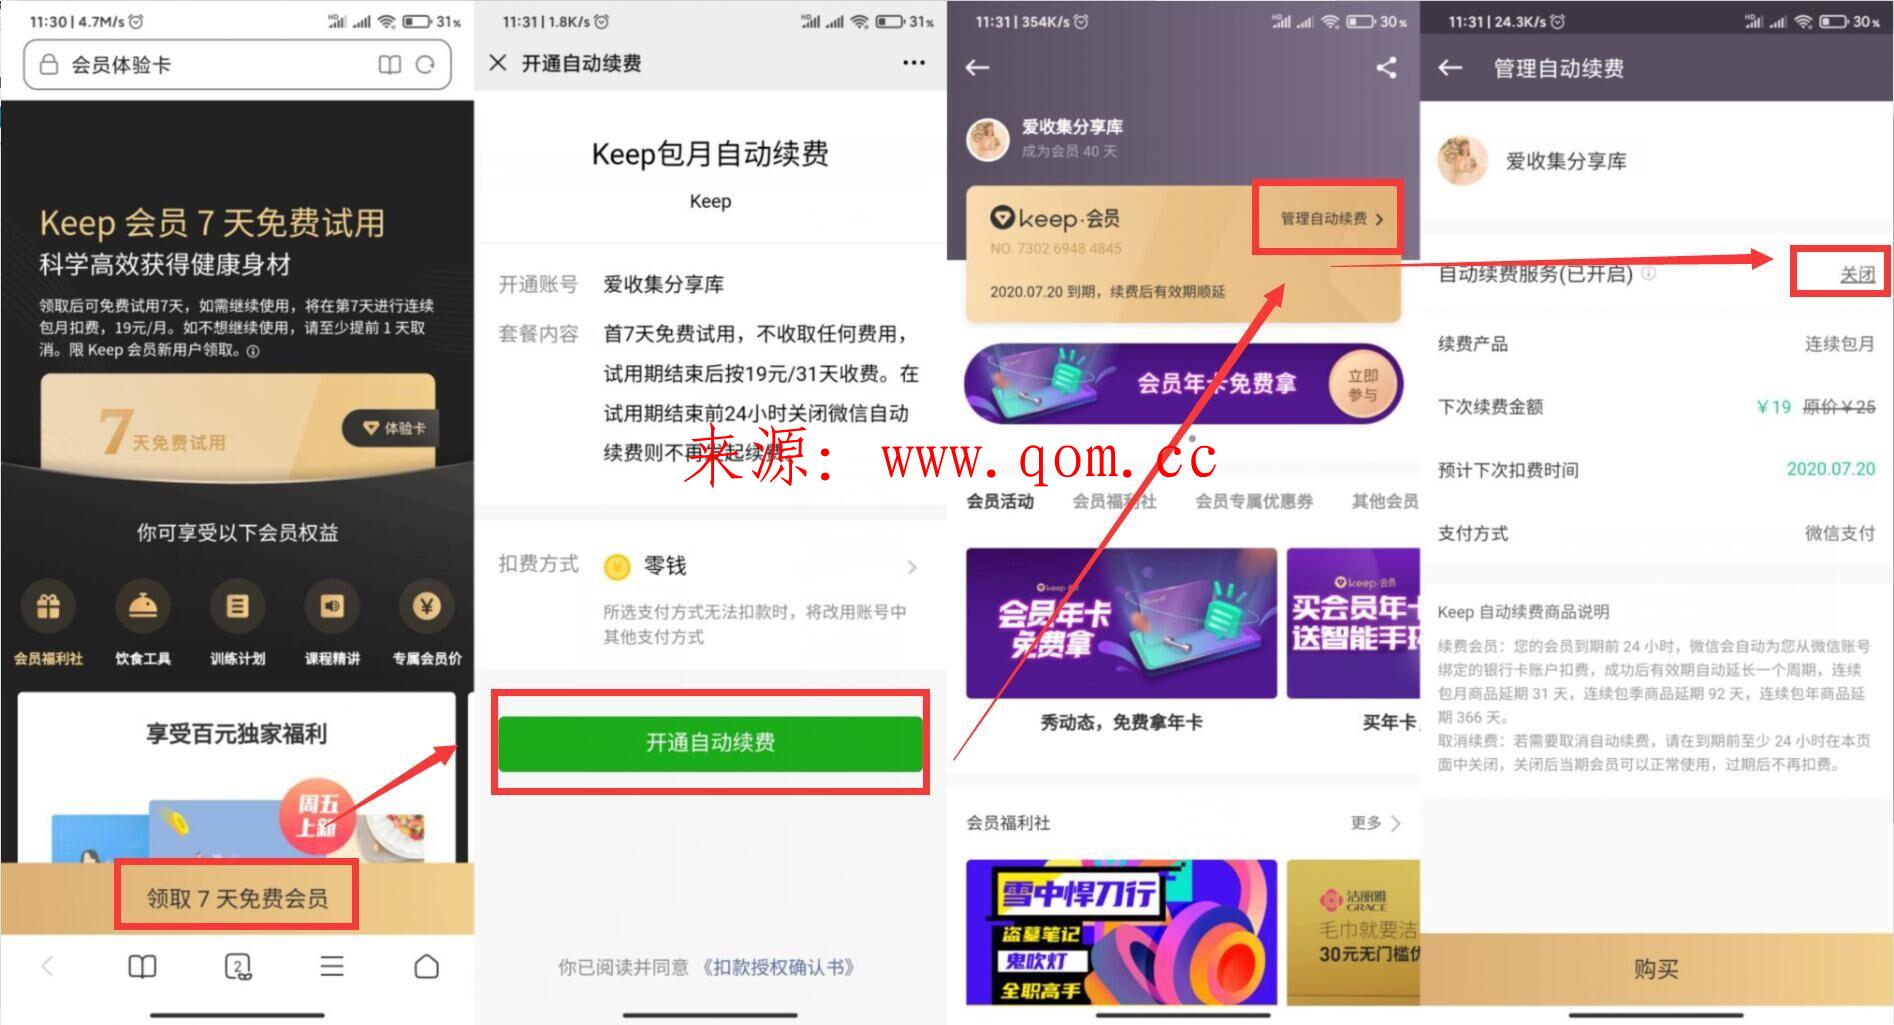 11:30 | 4.7M/s
31%
会员体验卡
Keep 会员 7 天免费试用
科学高效获得健康身材
领取后可免费试用7天，如需继续使用，将在第7天进行连续
包月扣费，19元/月。如不想继续使用，请至少提前 1 天取
消。限 Keep 会员新用户领取。
7天免费试用
体验卡
你可享受以下会员权益
会员福利社
饮食工具
训练计划
课程精讲
专属会员价
享受百元独家福利
周五
上新
领取 7 天免费会员
2
11:31 | 1.8K/s
31%
开通自动续费
Keep包月自动续费
Keep
开通账号 爱收集分享库
套餐内容 首7天免费试用，不收取任何费用，
试用期结束后按19元/31天收费。在
试用期结束前24小时关闭微信自动
续费则不再发起续费
扣费方式 零钱
所选支付方式无法扣款时，将改用账号中
其他支付方式
开通自动续费
你已阅读并同意《扣款授权确认书》
来源：www.qom.cc
11:31 | 354K/s
30%
爱收集分享库
成为会员 40 天
keep·会员
管理自动续费
NO. 7302 6948 4845
2020.07.20 到期，续费后有效期顺延
会员年卡免费拿
立即
参与
会员活动 会员福利社 会员专属优惠券 其他会员
keep·会员
会员年卡
免费拿
秀动态，免费拿年卡
keep·会员
买会员年卡
送智能手环
买年卡
会员福利社
更多
雪中悍刀行
盗墓笔记
鬼吹灯
全职高手
洁丽雅
GRACE
毛巾就要洁
30元无门槛优
11:31 | 24.3K/s
30%
管理自动续费
爱收集分享库
自动续费服务(已开启)
关闭
续费产品 连续包月
下次续费金额 ¥19 原价¥25
预计下次扣费时间 2020.07.20
支付方式 微信支付
Keep 自动续费商品说明
续费会员：您的会员到期前 24 小时，微信会自动为您从微信账号
绑定的银行卡账户扣费，成功后有效期自动延长一个周期，连续
包月商品延期 31 天，连续包季商品延期 92 天，连续包年商品延
期 366 天。
取消续费：若需要取消自动续费，请在到期前至少 24 小时在本页
面中关闭，关闭后当期会员可以正常使用，过期后不再扣费。
购买